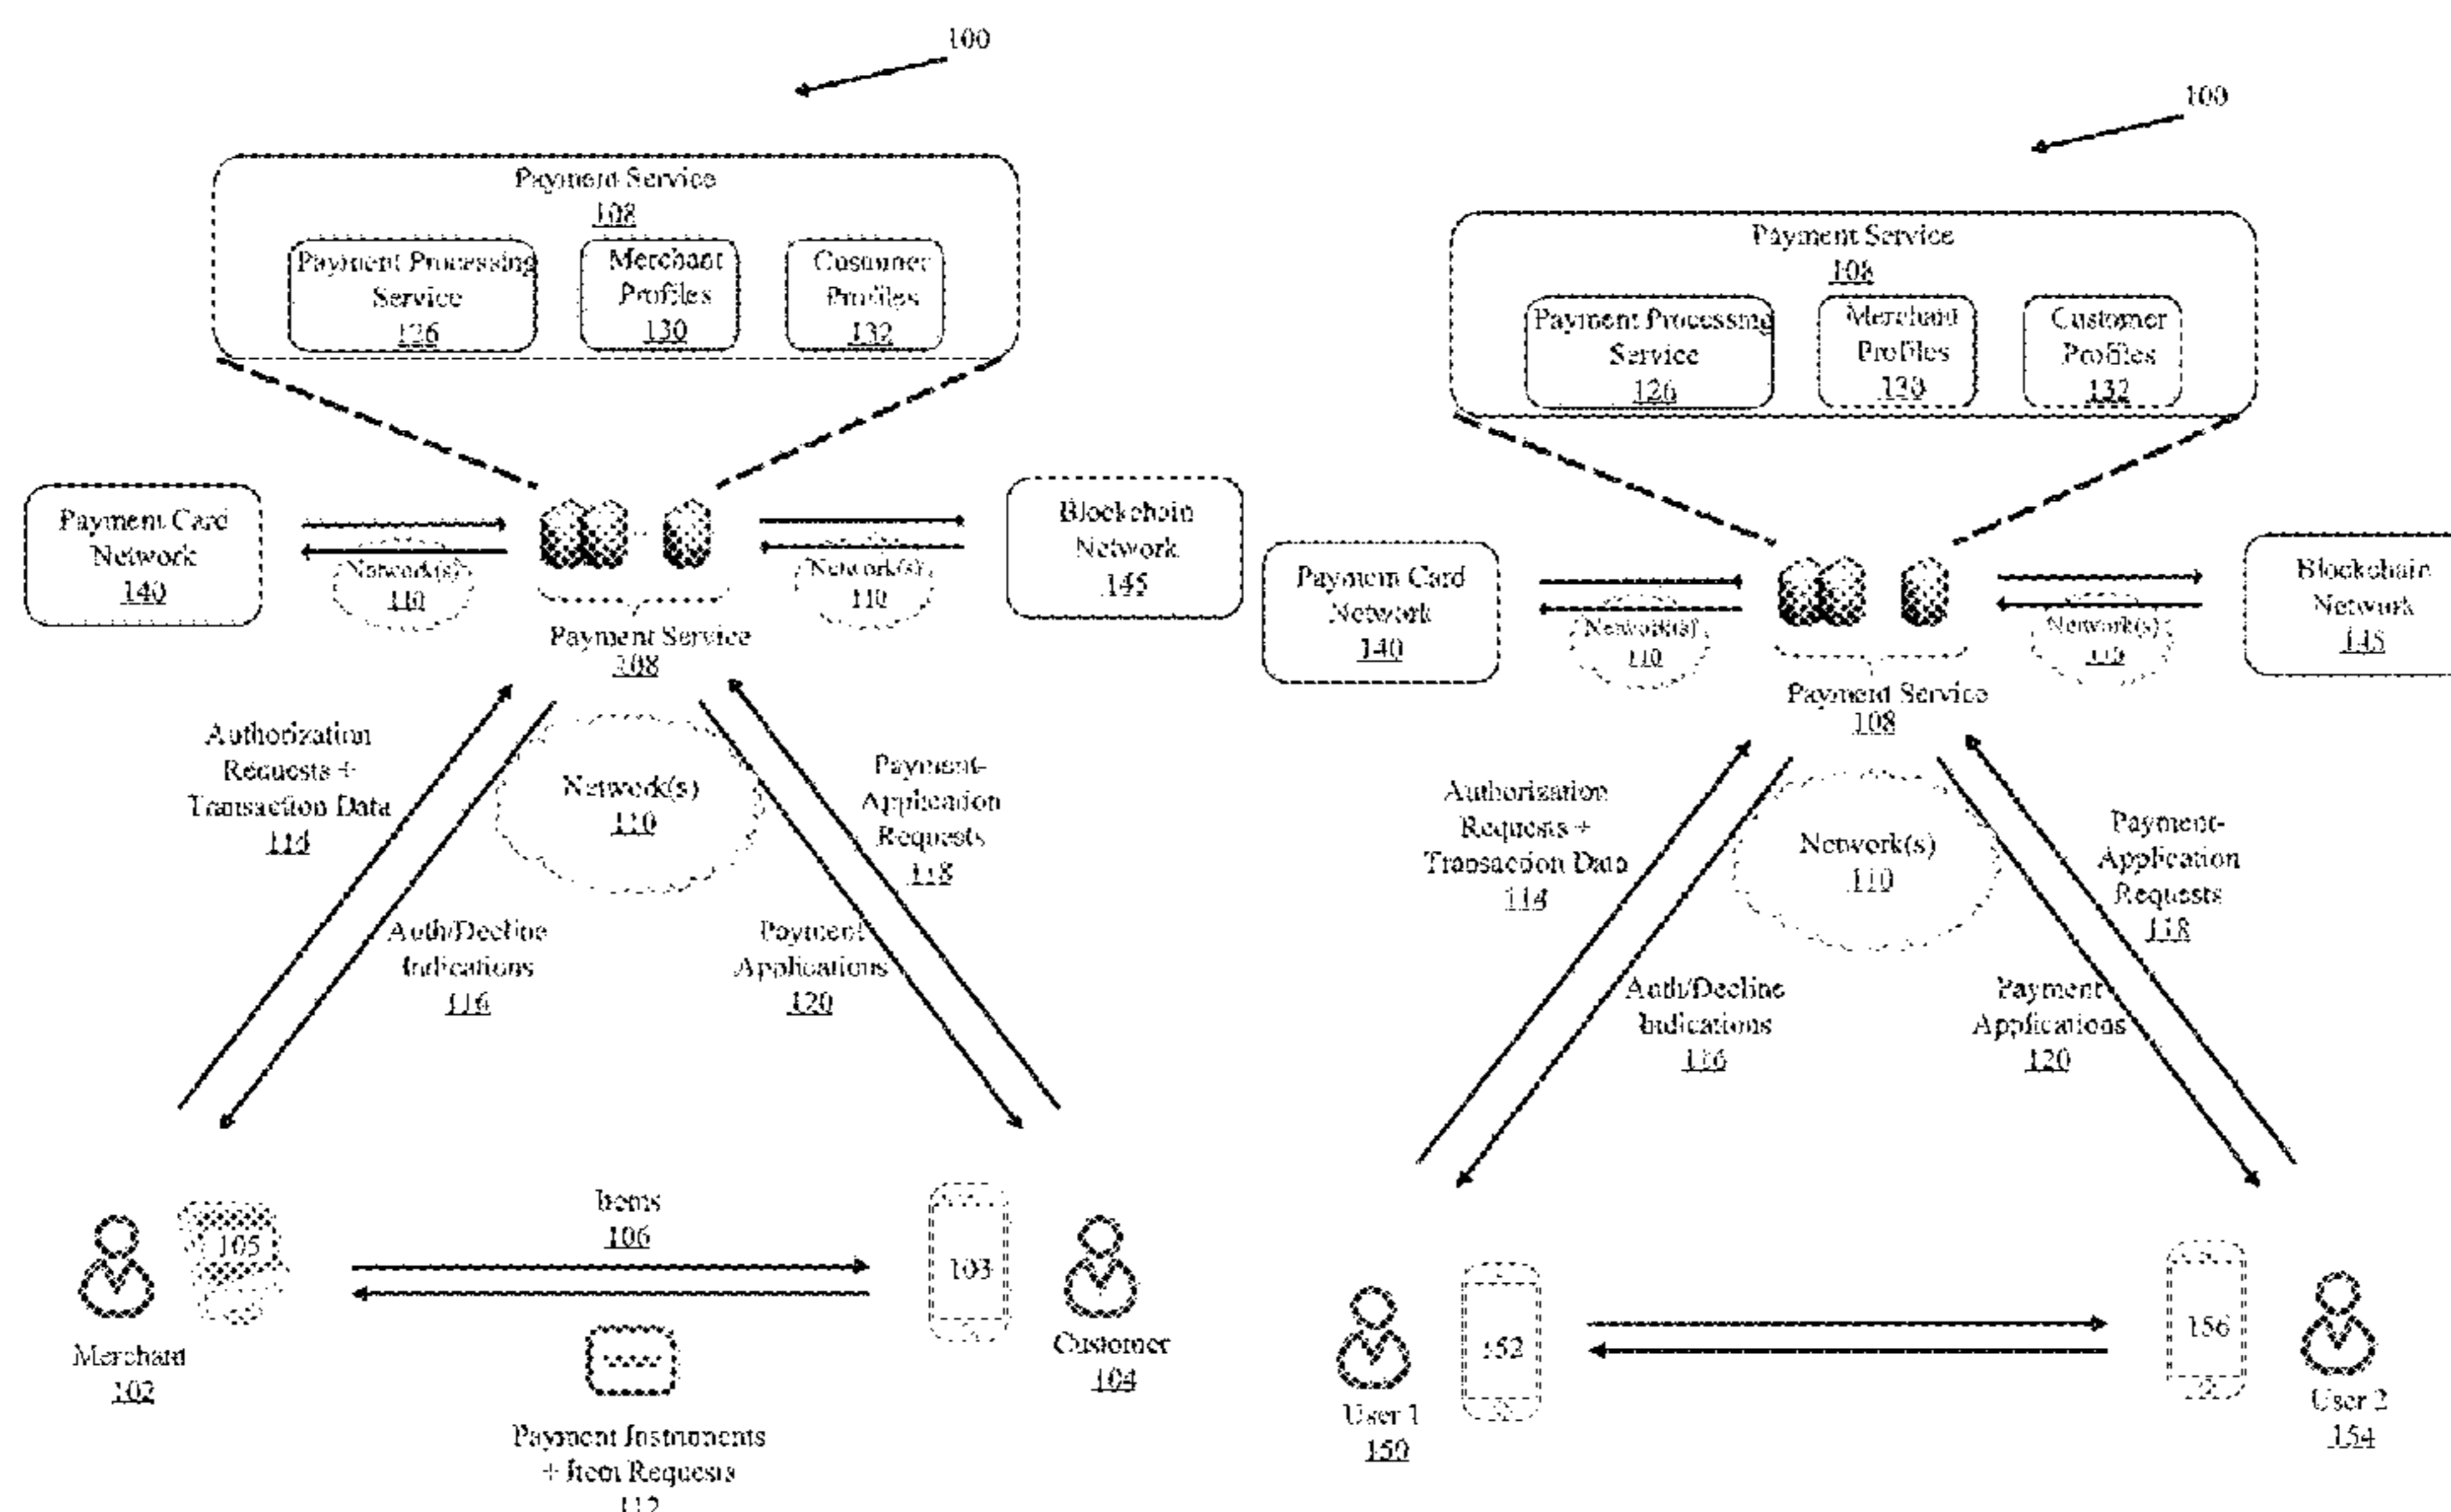 100
Payment Service
108
Payment Processing
Service
126
Merchant
Profiles
130
Customer
Profiles
132
Payment Card
Network
140
Network(s)
110
Payment Service
108
Network(s)
110
Blockchain
Network
145
Authorization
Requests +
Transaction Data
114
Network(s)
110
Payment-
Application
Requests
118
Auth/Decline
Indications
116
Payment
Applications
120
Merchant
102
105
Items
106
Payment Instruments
+ Item Requests
112
103
Customer
104
100
Payment Service
108
Payment Processing
Service
126
Merchant
Profiles
130
Customer
Profiles
132
Payment Card
Network
140
Network(s)
110
Payment Service
108
Network(s)
110
Blockchain
Network
145
Authorization
Requests +
Transaction Data
114
Network(s)
110
Payment-
Application
Requests
118
Auth/Decline
Indications
116
Payment
Applications
120
User 1
150
152
156
User 2
154